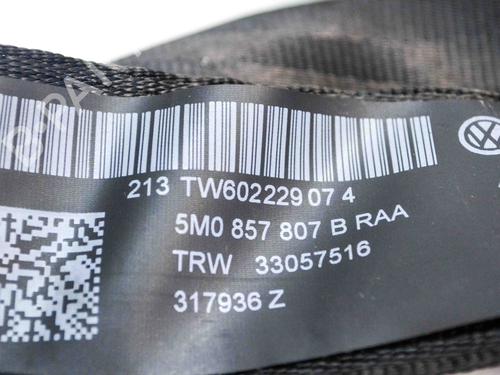 213 TW602229 07 4
5M0 857 807 B RAA
TRW 33057516
317936 Z